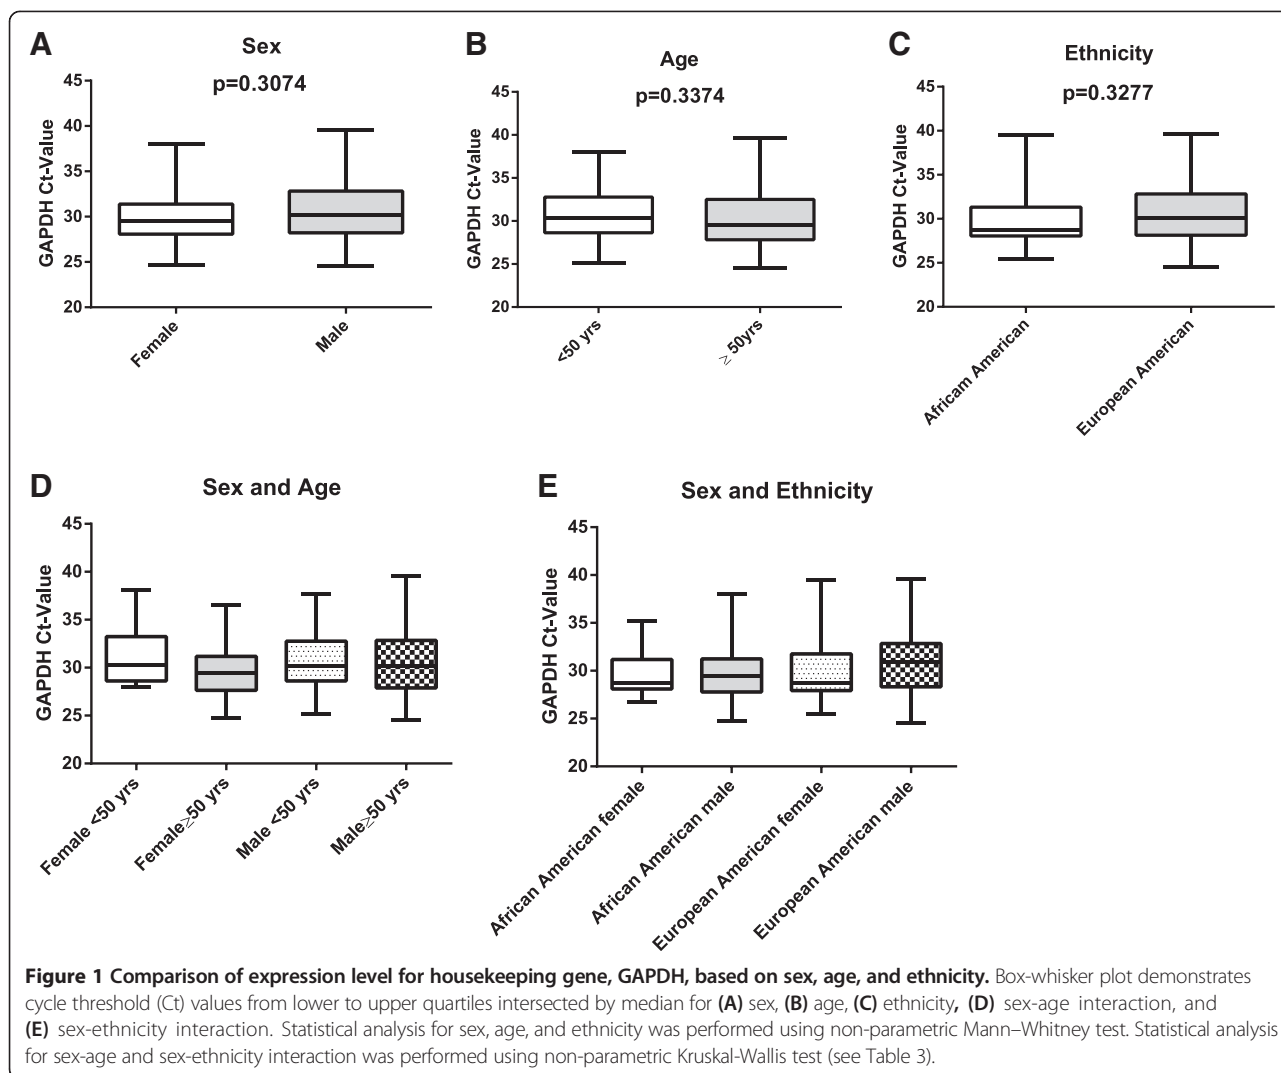 A
Sex
p=0.3074
GAPDH Ct-Value
45
40
35
30
25
20
Female
Male
B
Age
p=0.3374
GAPDH Ct-Value
45
40
35
30
25
20
<50 yrs
≥ 50yrs
C
Ethnicity
p=0.3277
GAPDH Ct-Value
45
40
35
30
25
20
Africam American
European American
D
Sex and Age
GAPDH Ct-Value
45
40
35
30
25
20
Female <50 yrs
Female≥50 yrs
Male <50 yrs
Male≥50 yrs
E
Sex and Ethnicity
GAPDH Ct-Value
45
40
35
30
25
20
African American female
African American male
European American female
European American male
Figure 1 Comparison of expression level for housekeeping gene, GAPDH, based on sex, age, and ethnicity. Box-whisker plot demonstrates
cycle threshold (Ct) values from lower to upper quartiles intersected by median for (A) sex, (B) age, (C) ethnicity, (D) sex-age interaction, and
(E) sex-ethnicity interaction. Statistical analysis for sex, age, and ethnicity was performed using non-parametric Mann–Whitney test. Statistical analysis
for sex-age and sex-ethnicity interaction was performed using non-parametric Kruskal-Wallis test (see Table 3).